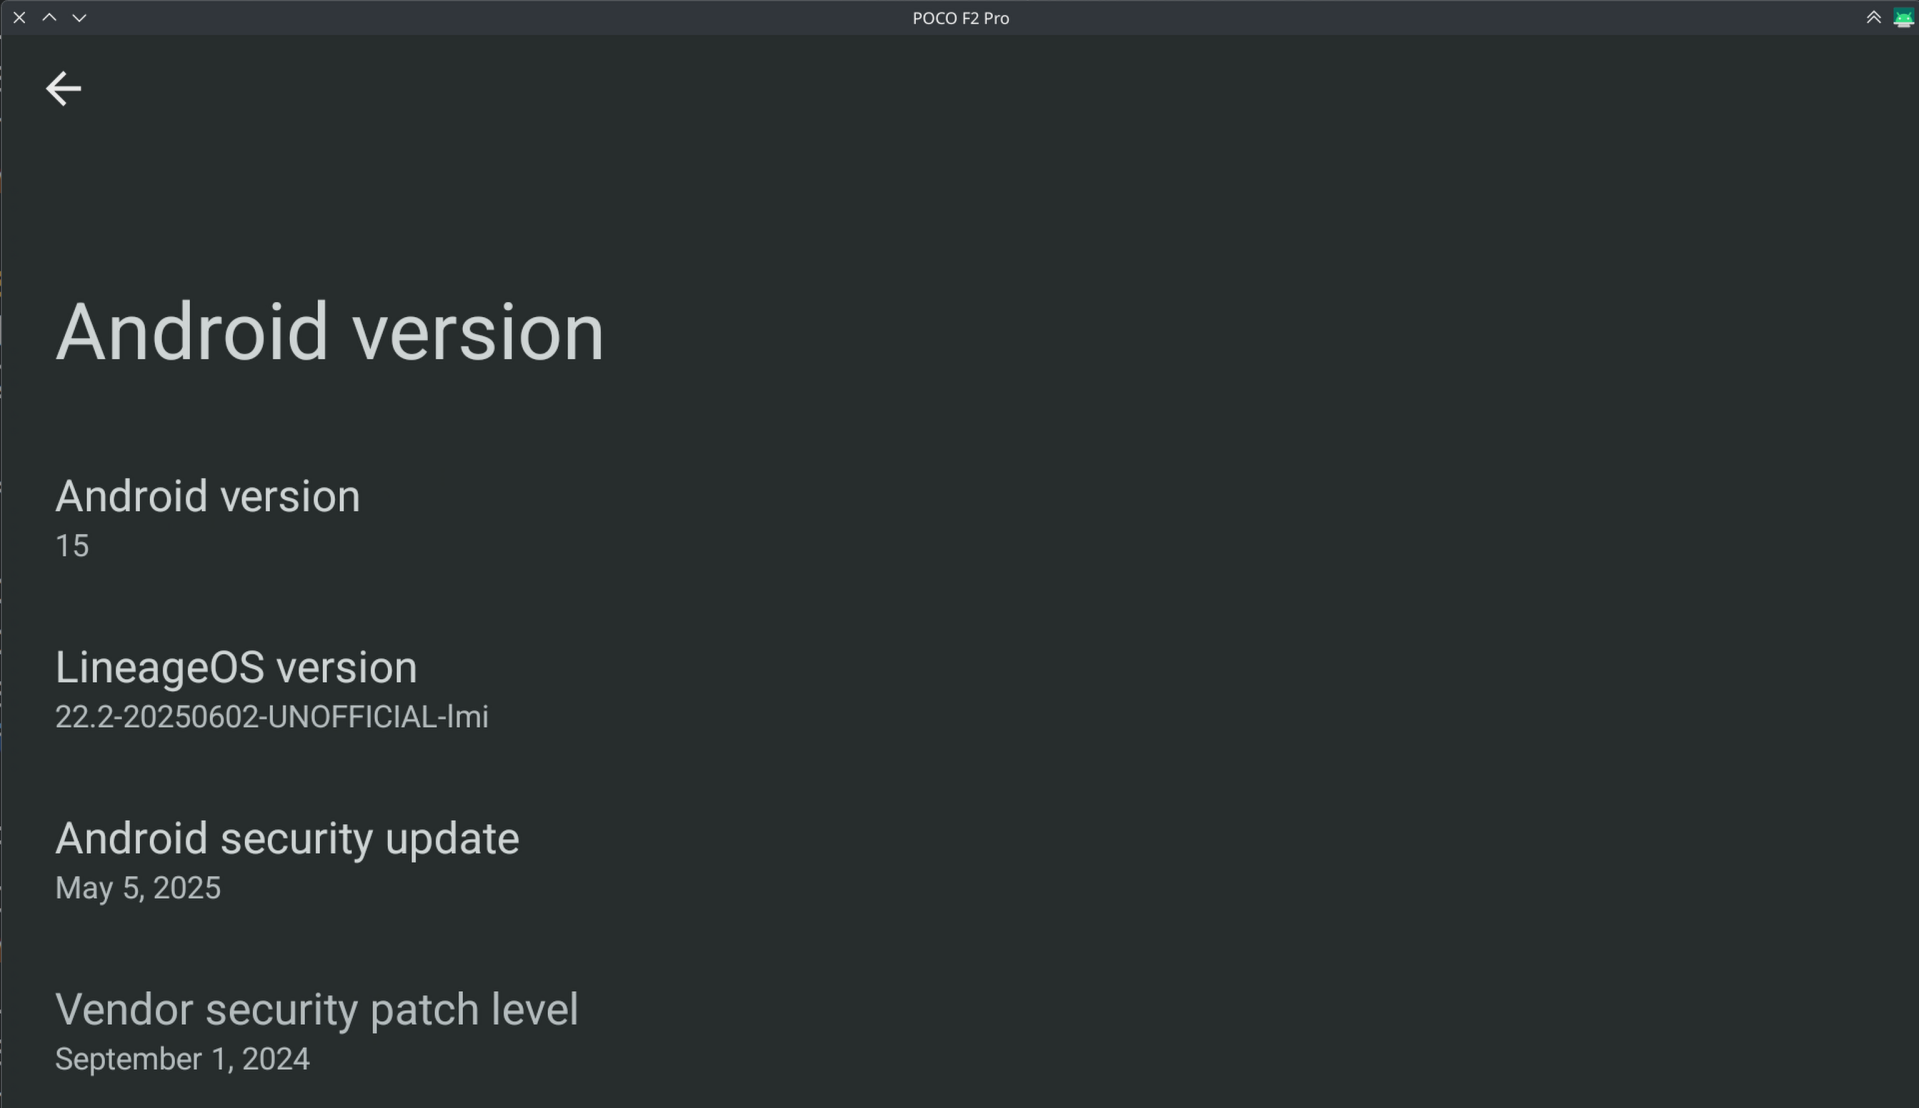 POCO F2 Pro
Android version
Android version
15
LineageOS version
22.2-20250602-UNOFFICIAL-lmi
Android security update
May 5, 2025
Vendor security patch level
September 1, 2024